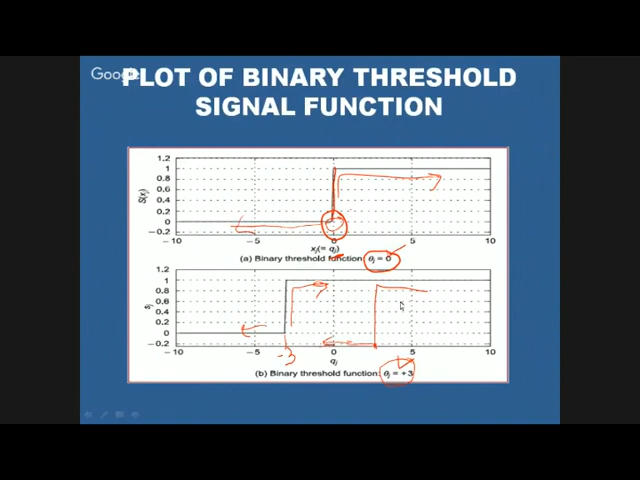 Google
PLOT OF BINARY THRESHOLD
SIGNAL FUNCTION
1.2
1
0.8
0.6
0.4
0.2
0
−0.2
S(xj)
−10 −5 0 5 10
xj(= qj)
(a) Binary threshold function: θj = 0
1.2
1
0.8
0.6
0.4
0.2
0
−0.2
sj
−10 −5 0 5 10
-3
qj
(b) Binary threshold function: θj = +3